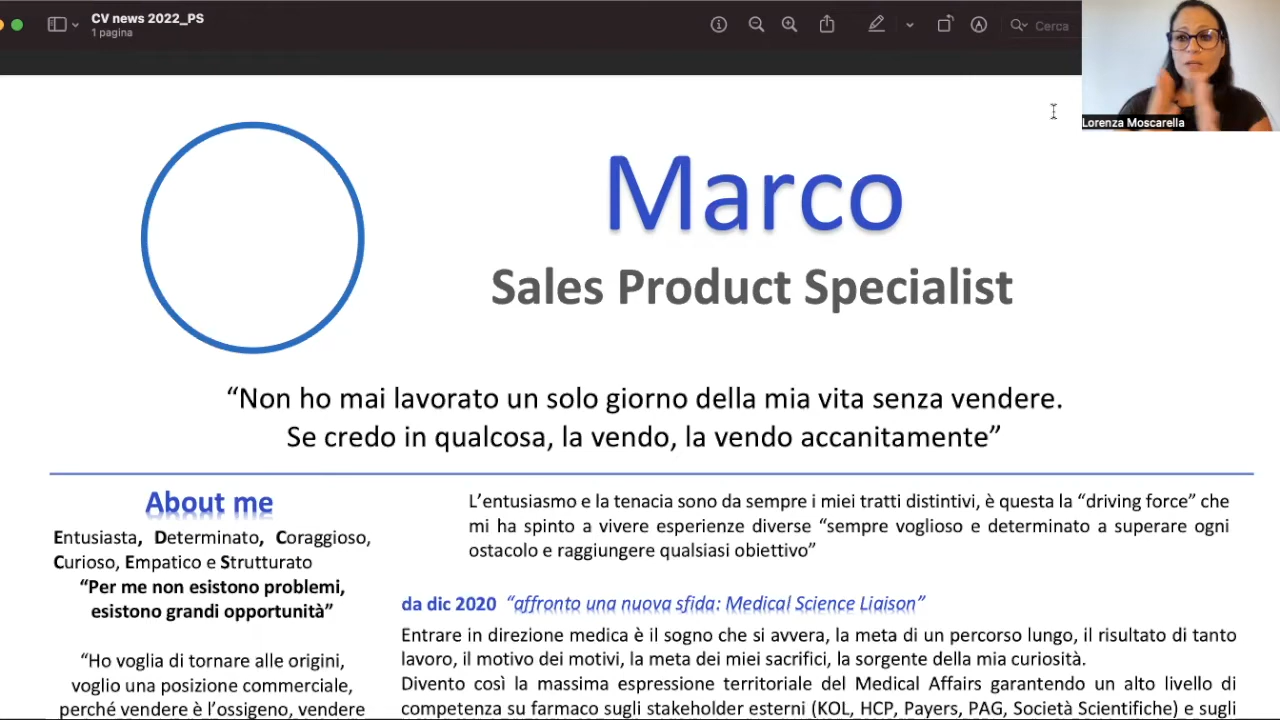 CV news 2022_PS
1 pagina
Cerca
Lorenza Moscarella
Marco
Sales Product Specialist
“Non ho mai lavorato un solo giorno della mia vita senza vendere.
Se credo in qualcosa, la vendo, la vendo accanitamente”
About me
Entusiasta, Determinato, Coraggioso,
Curioso, Empatico e Strutturato
“Per me non esistono problemi,
esistono grandi opportunità”
“Ho voglia di tornare alle origini,
voglio una posizione commerciale,
perché vendere è l’ossigeno, vendere
L’entusiasmo e la tenacia sono da sempre i miei tratti distintivi, è questa la “driving force” che
mi ha spinto a vivere esperienze diverse “sempre voglioso e determinato a superare ogni
ostacolo e raggiungere qualsiasi obiettivo”
da dic 2020 “affronto una nuova sfida: Medical Science Liaison”
Entrare in direzione medica è il sogno che si avvera, la meta di un percorso lungo, il risultato di tanto
lavoro, il motivo dei motivi, la meta dei miei sacrifici, la sorgente della mia curiosità.
Divento così la massima espressione territoriale del Medical Affairs garantendo un alto livello di
competenza su farmaco sugli stakeholder esterni (KOL, HCP, Payers, PAG, Società Scientifiche) e sugli